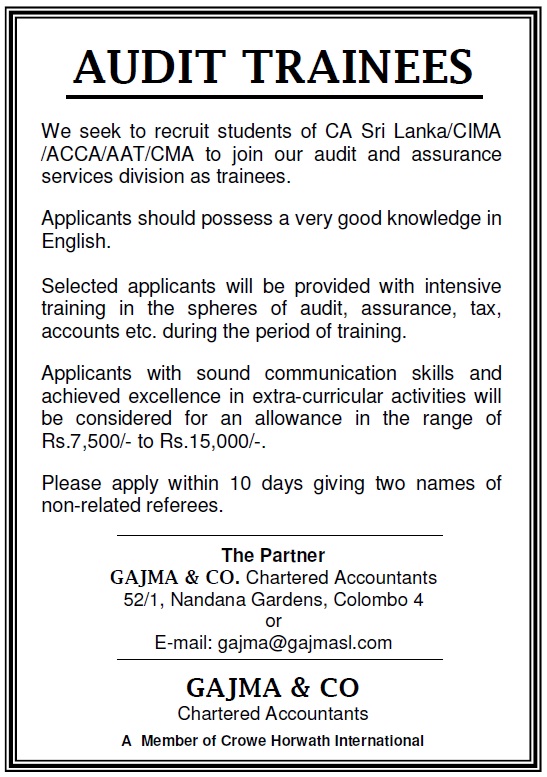 AUDIT TRAINEES
We seek to recruit students of CA Sri Lanka/CIMA
/ACCA/AAT/CMA to join our audit and assurance
services division as trainees.
Applicants should possess a very good knowledge in
English.
Selected applicants will be provided with intensive
training in the spheres of audit, assurance, tax,
accounts etc. during the period of training.
Applicants with sound communication skills and
achieved excellence in extra-curricular activities will
be considered for an allowance in the range of
Rs.7,500/- to Rs.15,000/-.
Please apply within 10 days giving two names of
non-related referees.
The Partner
GAJMA & CO. Chartered Accountants
52/1, Nandana Gardens, Colombo 4
or
E-mail: gajma@gajmasl.com
GAJMA & CO
Chartered Accountants
A Member of Crowe Horwath International